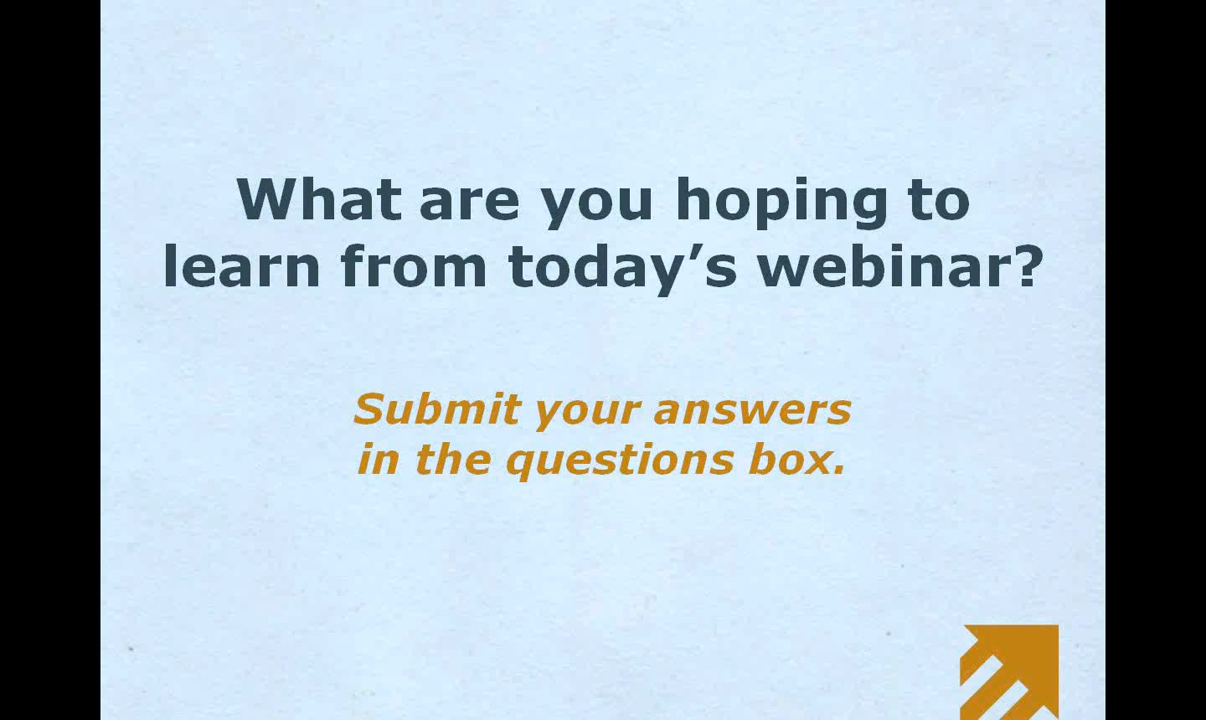 What are you hoping to
learn from today’s webinar?
Submit your answers
in the questions box.